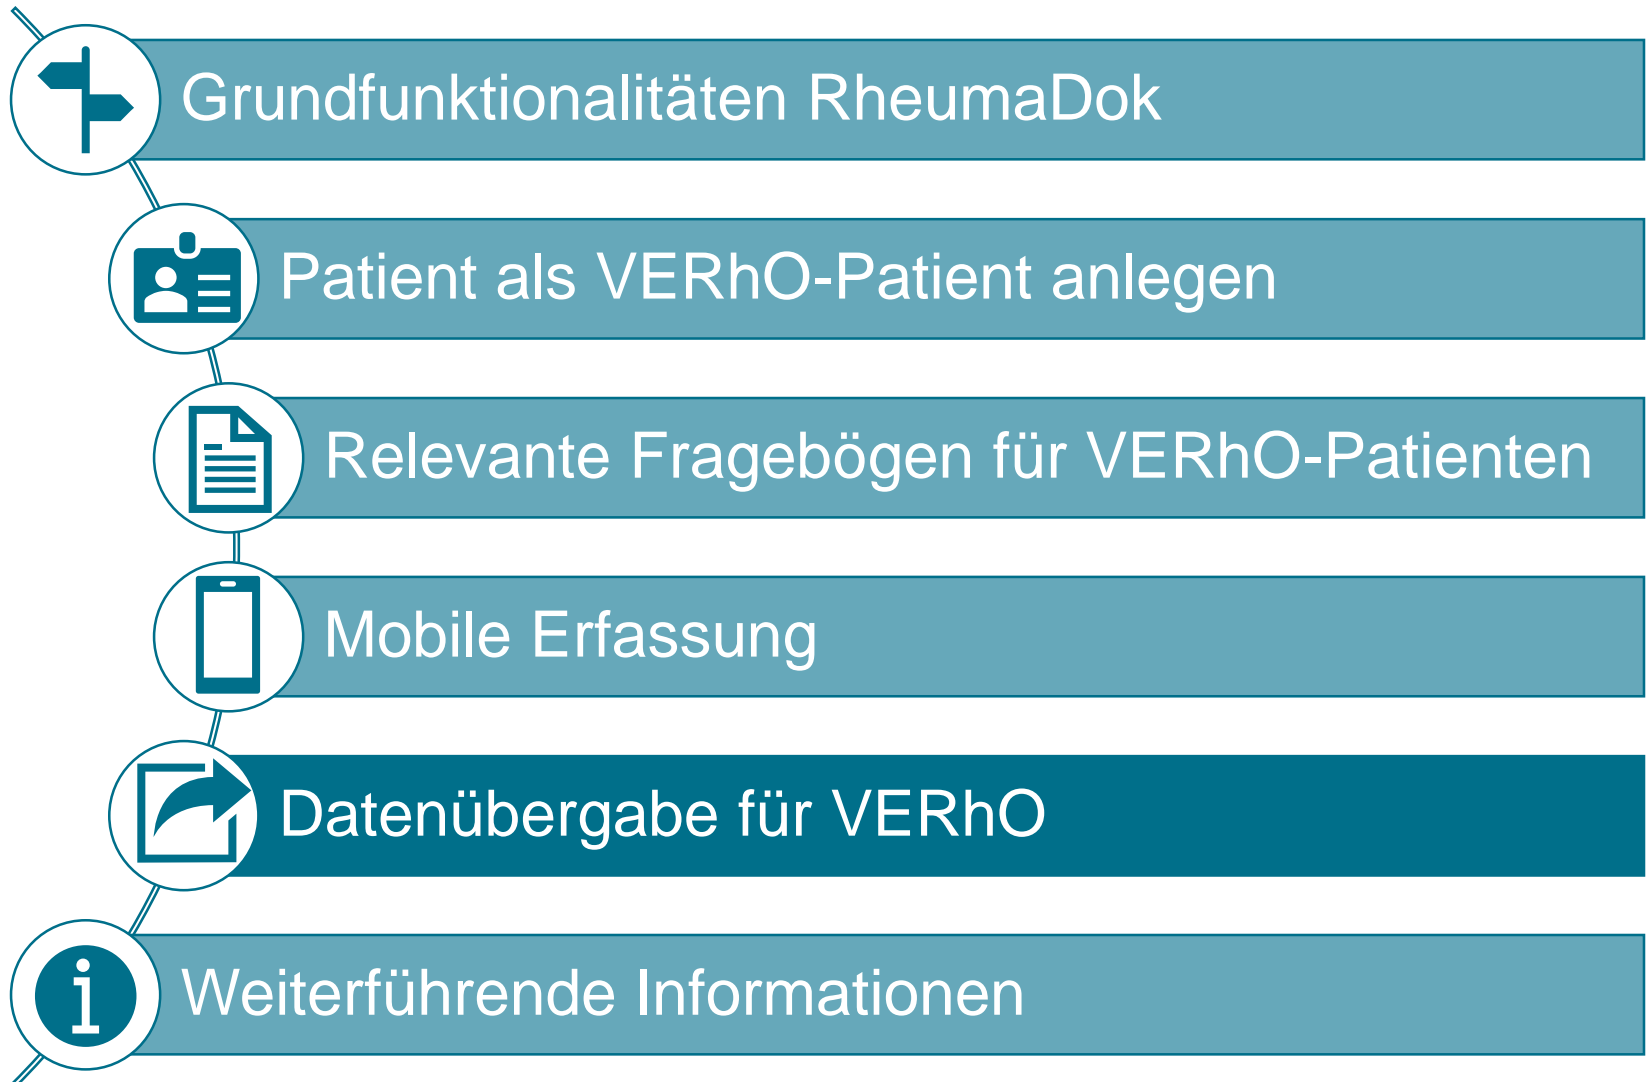 Grundfunktionalitäten RheumaDok
Patient als VERhO-Patient anlegen
Relevante Fragebögen für VERhO-Patienten
Mobile Erfassung
Datenübergabe für VERhO
Weiterführende Informationen